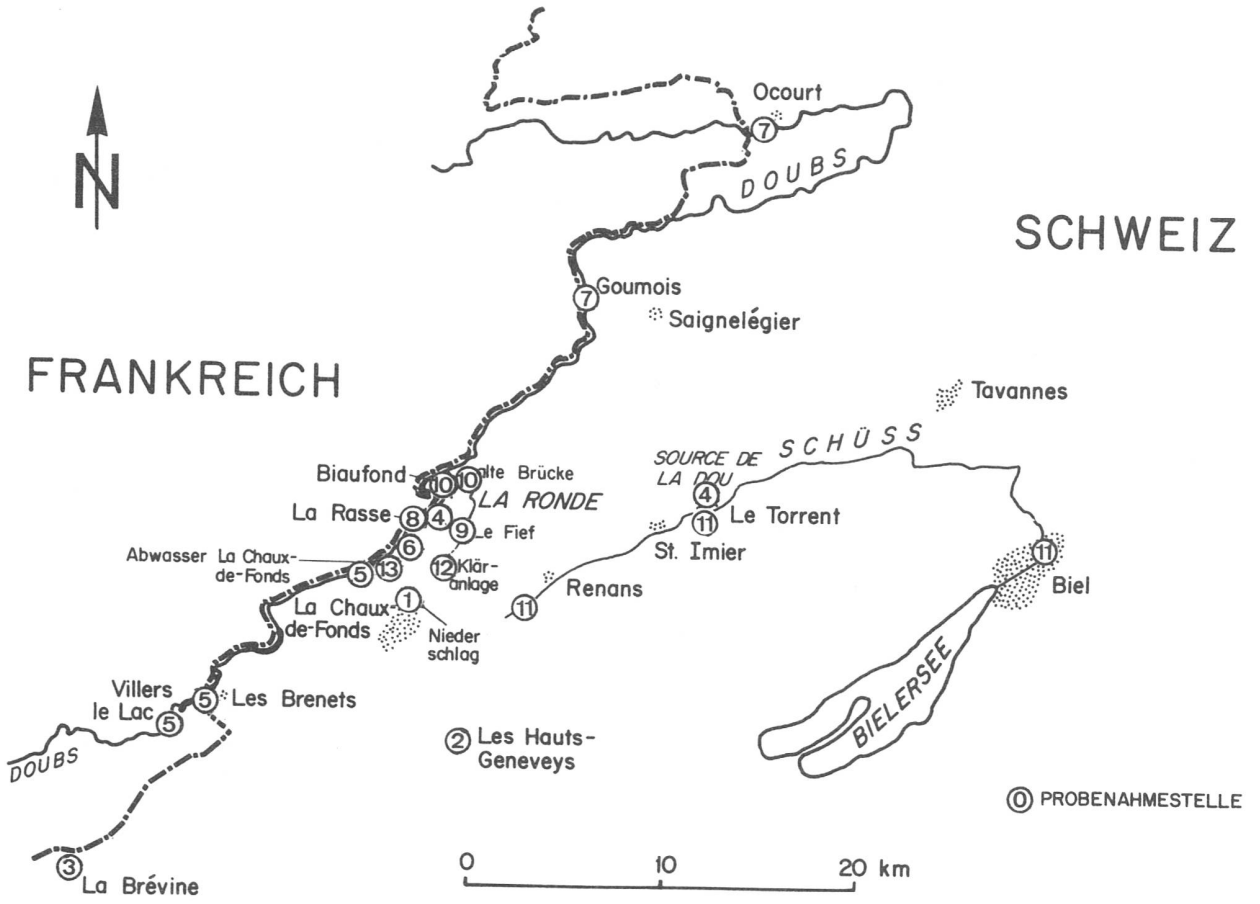 Ocourt
7
N
DOUBS
SCHWEIZ
7
Goumois
Saignelégier
FRANKREICH
Tavannes
SCHÜSS
SOURCE DE
LA DOU
4
Le Torrent
11
St. Imier
Biaufond
10
10
alte Brücke
LA RONDE
La Rasse
8
4
9
Le Fief
6
Abwasser La Chaux-
de-Fonds
5
13
12
Klär-
anlage
11
Biel
Renans
11
La Chaux-
de-Fonds
1
Nieder
schlag
Villers
le Lac
5
5
Les Brenets
2
Les Hauts-
Geneveys
BIELERSEE
DOUBS
0 PROBENAHMESTELLE
3
La Brévine
0 10 20 km